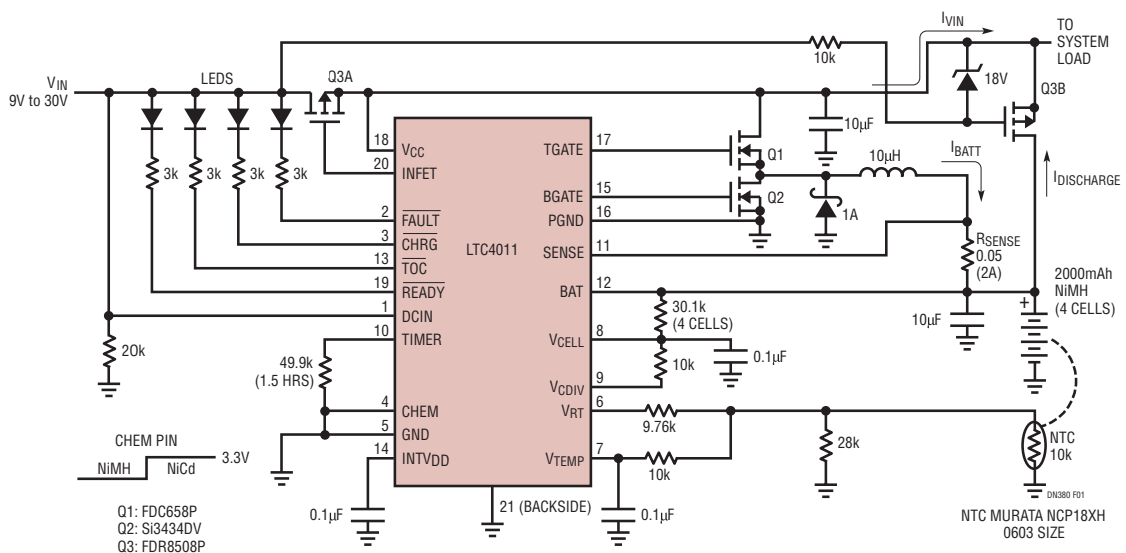 IVIN
TO
SYSTEM
LOAD
10k
18V
Q3B
VIN
9V to 30V
LEDS
Q3A
3k
3k
3k
3k
10µF
10µH
IBATT
IDISCHARGE
Q1
Q2
1A
RSENSE
0.05
(2A)
2000mAh
NiMH
(4 CELLS)
+
10µF
LTC4011
18 VCC
20 INFET
2 FAULT
3 CHRG
13 TOC
19 READY
1 DCIN
10 TIMER
4 CHEM
5 GND
14 INTVDD
TGATE 17
BGATE 15
PGND 16
SENSE 11
BAT 12
VCELL 8
VCDIV 9
VRT 6
VTEMP 7
21 (BACKSIDE)
20k
49.9k
(1.5 HRS)
30.1k
(4 CELLS)
10k
0.1µF
9.76k
10k
28k
NTC
10k
0.1µF
0.1µF
CHEM PIN
NiMH
NiCd
3.3V
Q1: FDC658P
Q2: Si3434DV
Q3: FDR8508P
DN380 F01
NTC MURATA NCP18XH
0603 SIZE